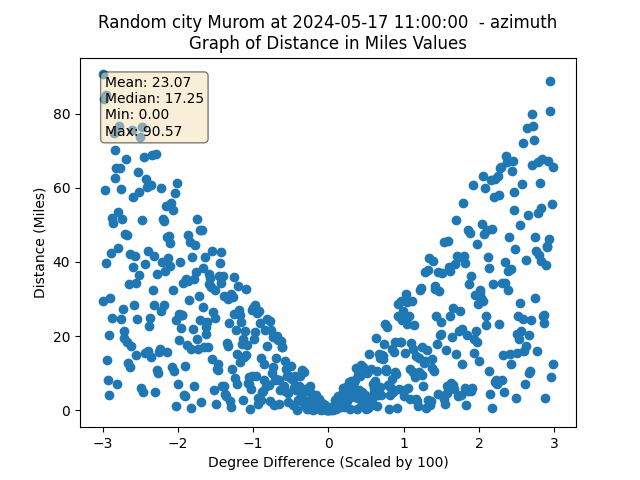 Random city Murom at 2024-05-17 11:00:00  - azimuth
Graph of Distance in Miles Values
Mean: 23.07
Median: 17.25
Min: 0.00
Max: 90.57
Distance (Miles)
80
60
40
20
0
−3 −2 −1 0 1 2 3
Degree Difference (Scaled by 100)